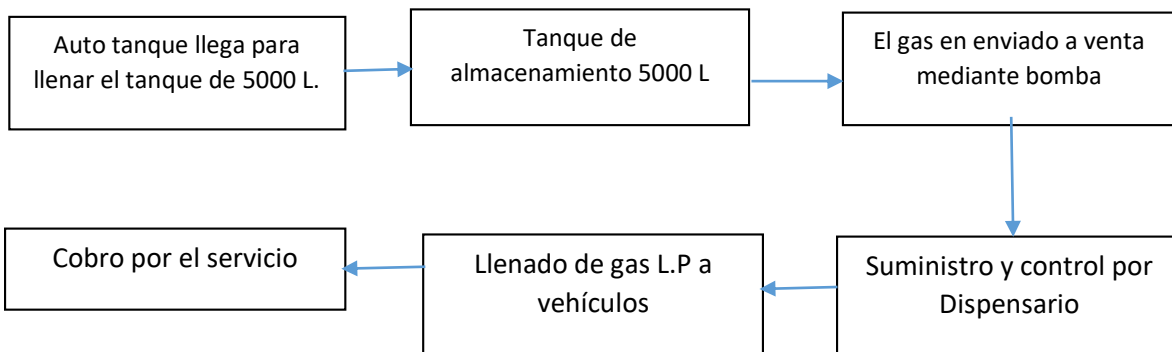 Auto tanque llega para
llenar el tanque de 5000 L.
Tanque de
almacenamiento 5000 L
El gas en enviado a venta
mediante bomba
Suministro y control por
Dispensario
Llenado de gas L.P a
vehículos
Cobro por el servicio